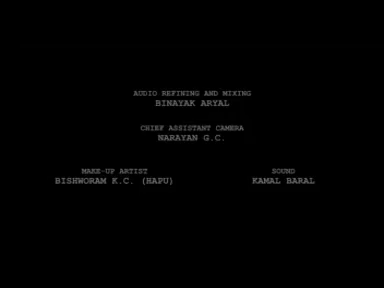 AUDIO REFINING AND MIXING
BINAYAK ARYAL
CHIEF ASSISTANT CAMERA
NARAYAN G.C.
MAKE-UP ARTIST
BISHWORAM K.C. (HAPU)
SOUND
KAMAL BARAL